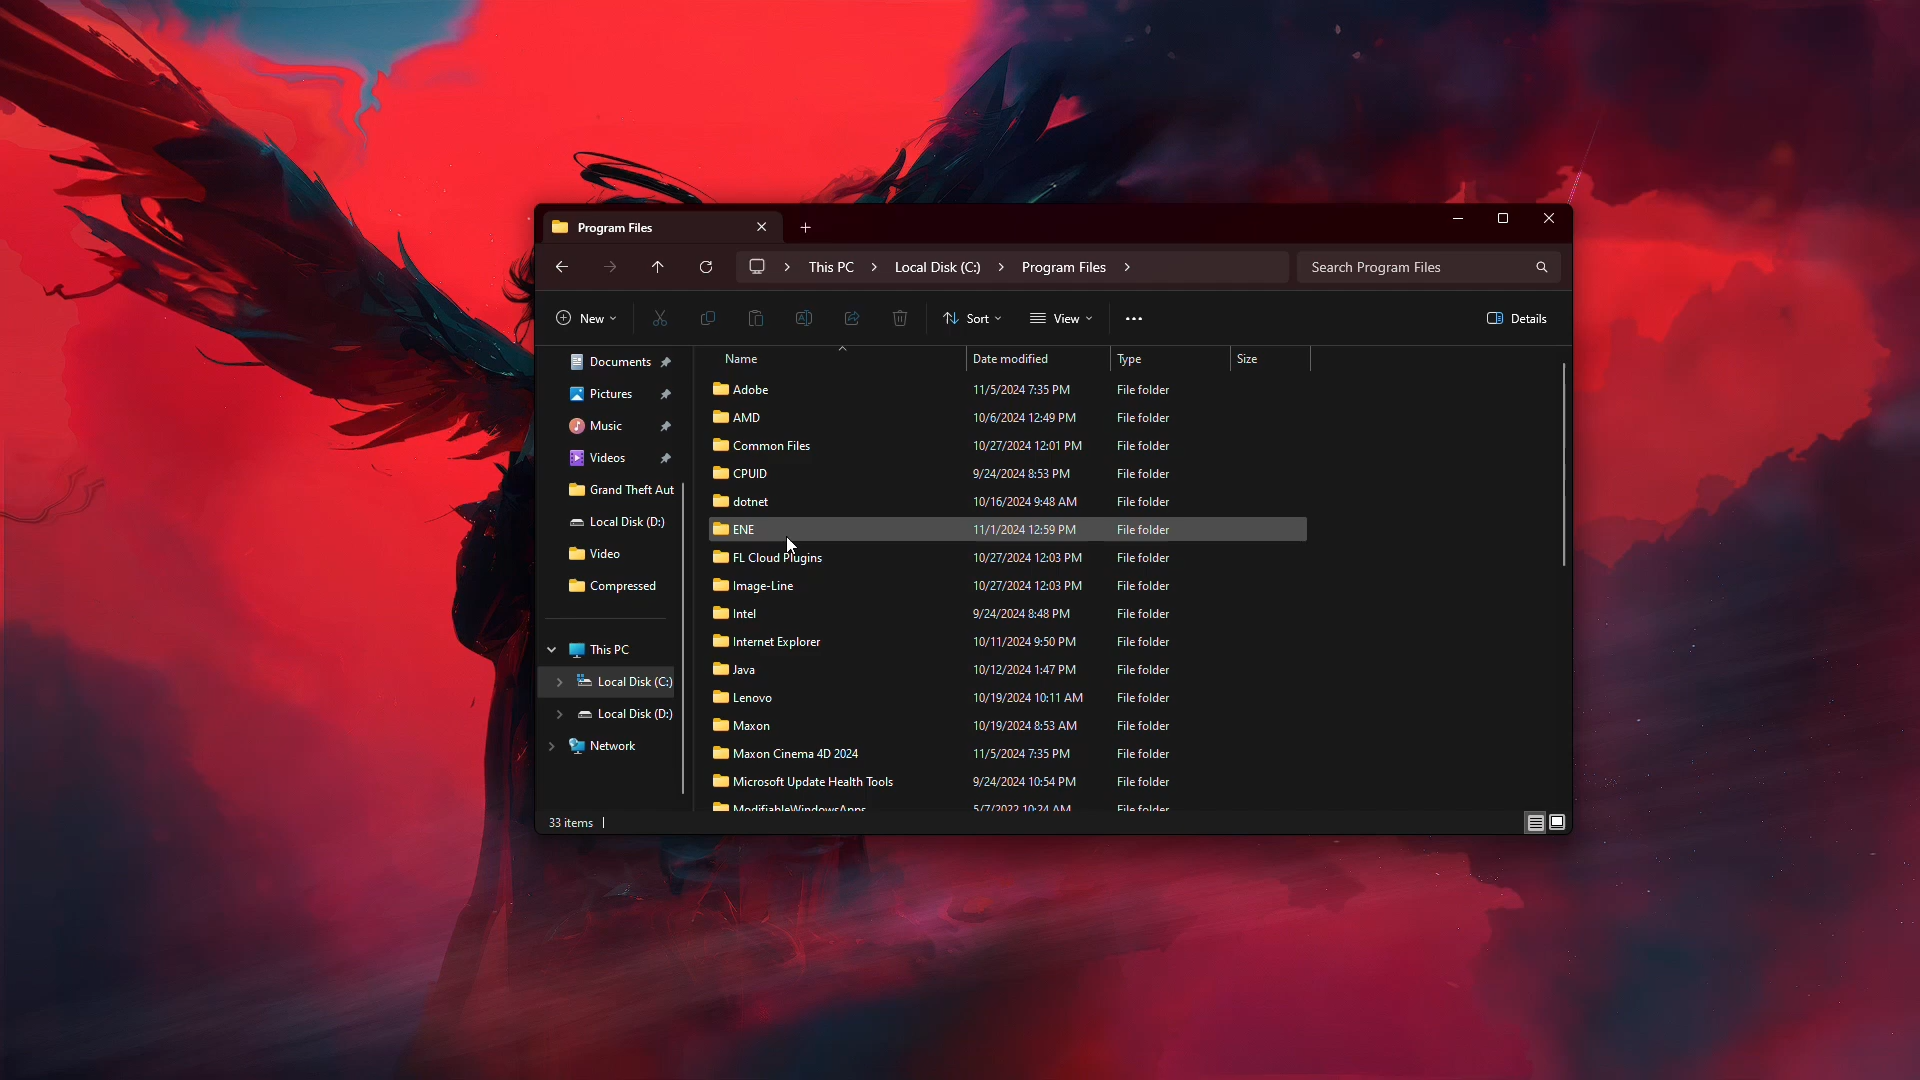 Program Files
This PC
Local Disk (C:)
Program Files
Search Program Files
New
Sort
View
Details
Documents
Pictures
Music
Videos
Grand Theft Aut
Local Disk (D:)
Video
Compressed
This PC
Local Disk (C:)
Local Disk (D:)
Network
Name Date modified Type Size
Adobe 11/5/2024 7:35 PM File folder
AMD 10/6/2024 12:49 PM File folder
Common Files 10/27/2024 12:01 PM File folder
CPUID 9/24/2024 8:53 PM File folder
dotnet 10/16/2024 9:48 AM File folder
ENE 11/1/2024 12:59 PM File folder
FL Cloud Plugins 10/27/2024 12:03 PM File folder
Image-Line 10/27/2024 12:03 PM File folder
Intel 9/24/2024 8:48 PM File folder
Internet Explorer 10/11/2024 9:50 PM File folder
Java 10/12/2024 1:47 PM File folder
Lenovo 10/19/2024 10:11 AM File folder
Maxon 10/19/2024 8:53 AM File folder
Maxon Cinema 4D 2024 11/5/2024 7:35 PM File folder
Microsoft Update Health Tools 9/24/2024 10:54 PM File folder
ModifiableWindowsApps 5/7/2022 10:24 AM File folder
33 items